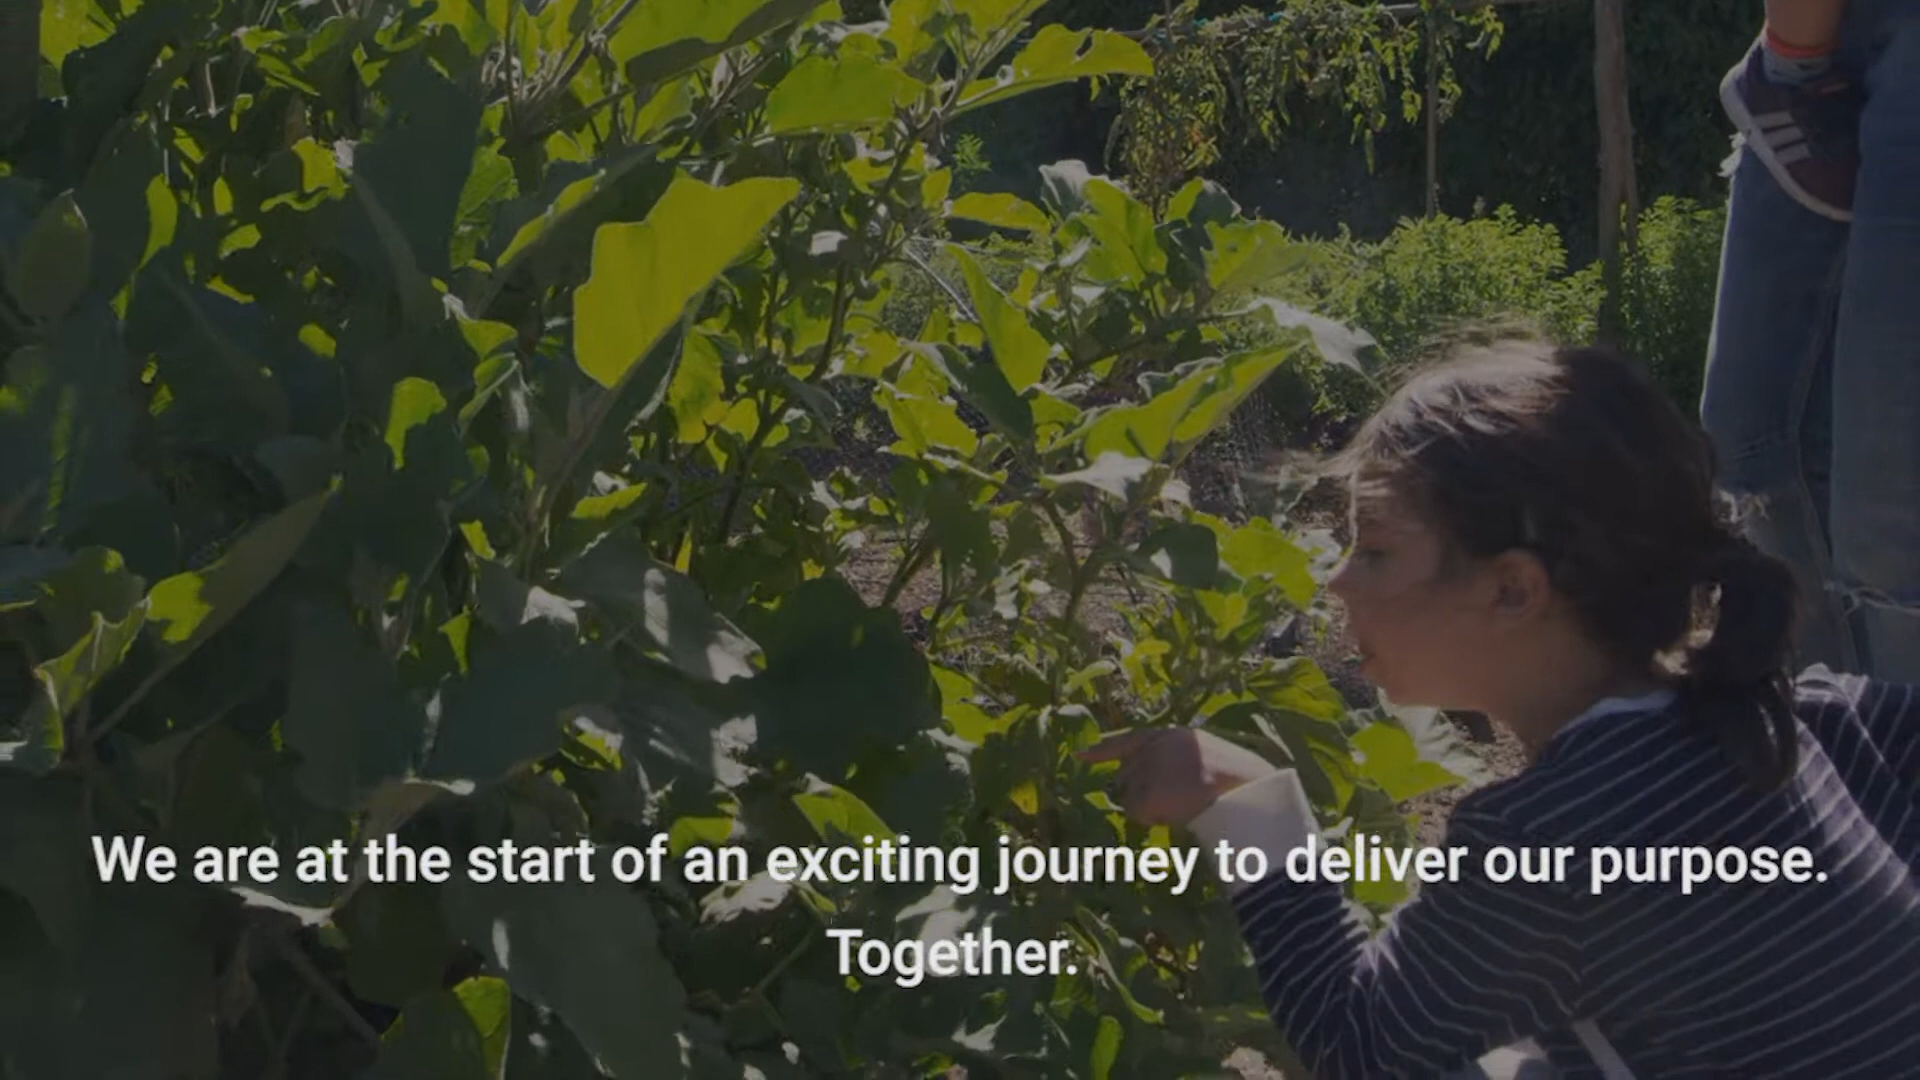 We are at the start of an exciting journey to deliver our purpose.
Together.